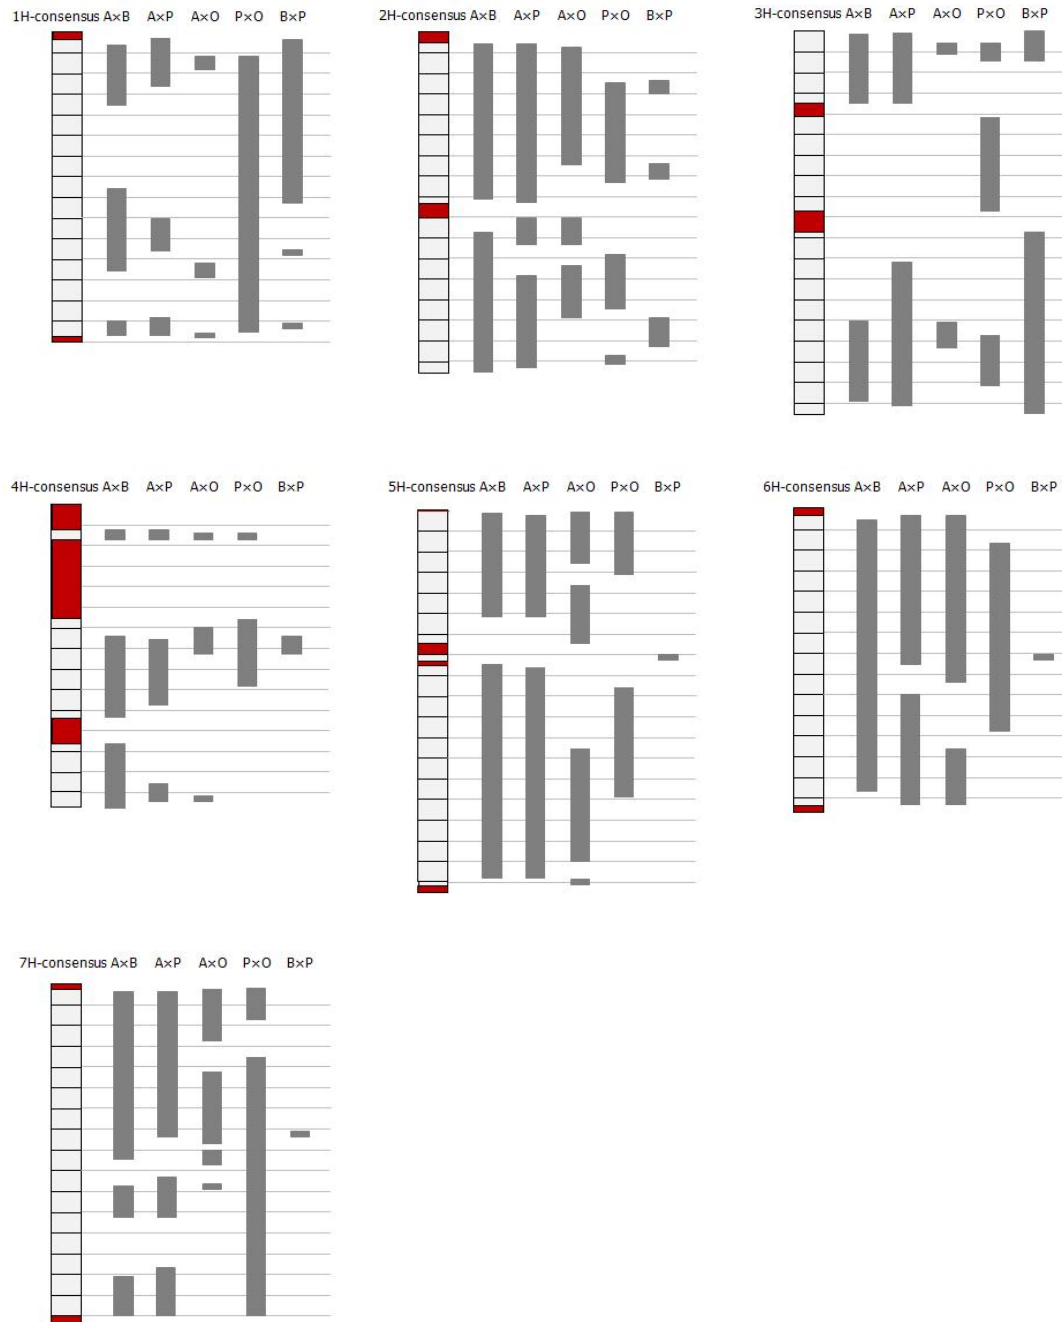 1H-consensus A×B A×P A×O P×O B×P
2H-consensus A×B A×P A×O P×O B×P
3H-consensus A×B A×P A×O P×O B×P
4H-consensus A×B A×P A×O P×O B×P
5H-consensus A×B A×P A×O P×O B×P
6H-consensus A×B A×P A×O P×O B×P
7H-consensus A×B A×P A×O P×O B×P